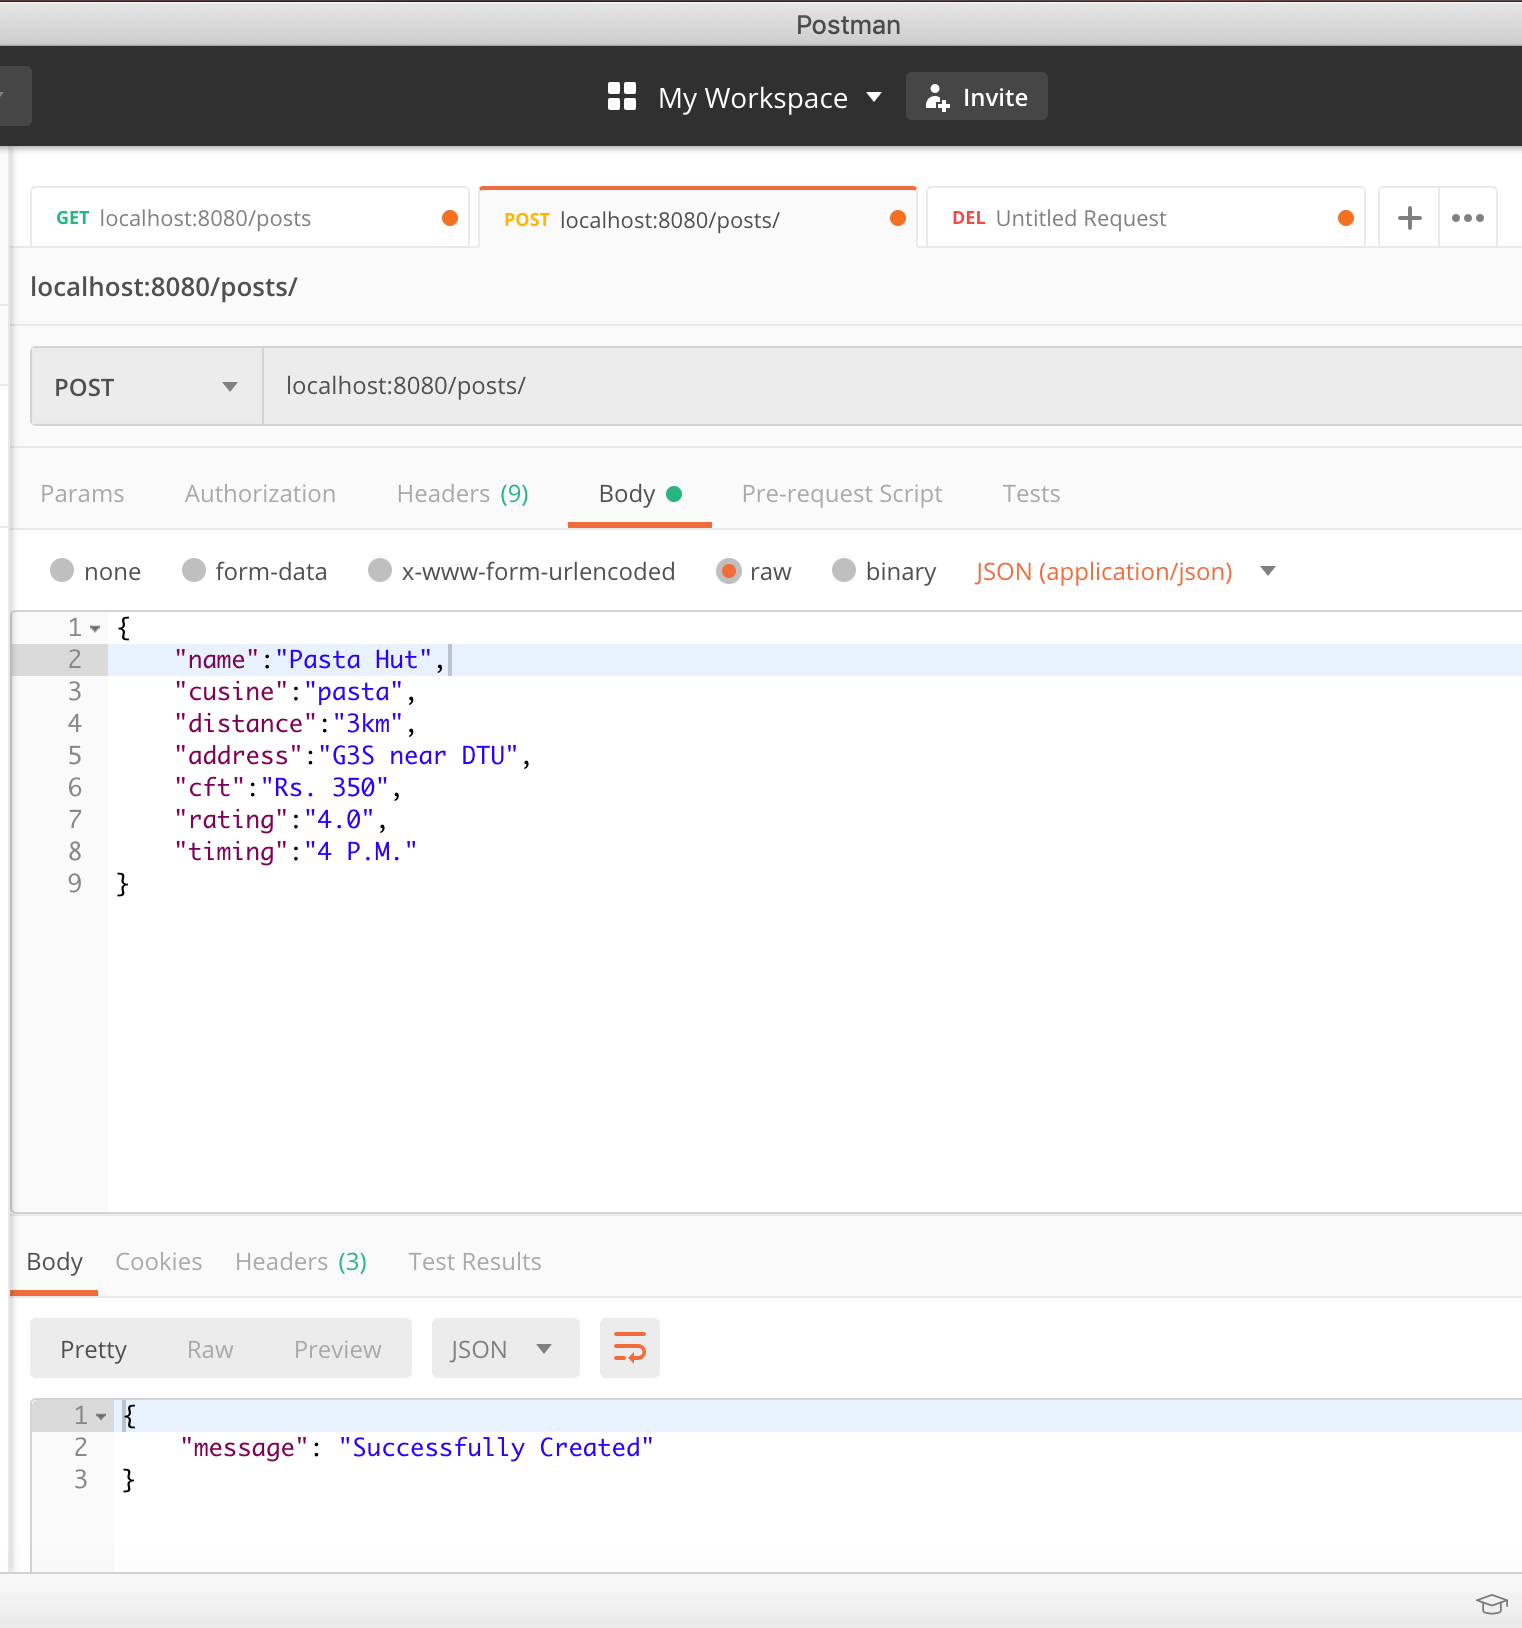 Postman
My Workspace Invite
GET localhost:8080/posts POST localhost:8080/posts/ DEL Untitled Request
localhost:8080/posts/
POST localhost:8080/posts/
Params Authorization Headers (9) Body Pre-request Script Tests
none form-data x-www-form-urlencoded raw binary JSON (application/json)
1 {
2 "name":"Pasta Hut",
3 "cusine":"pasta",
4 "distance":"3km",
5 "address":"G3S near DTU",
6 "cft":"Rs. 350",
7 "rating":"4.0",
8 "timing":"4 P.M."
9 }
Body Cookies Headers (3) Test Results
Pretty Raw Preview JSON
1 {
2 "message": "Successfully Created"
3 }